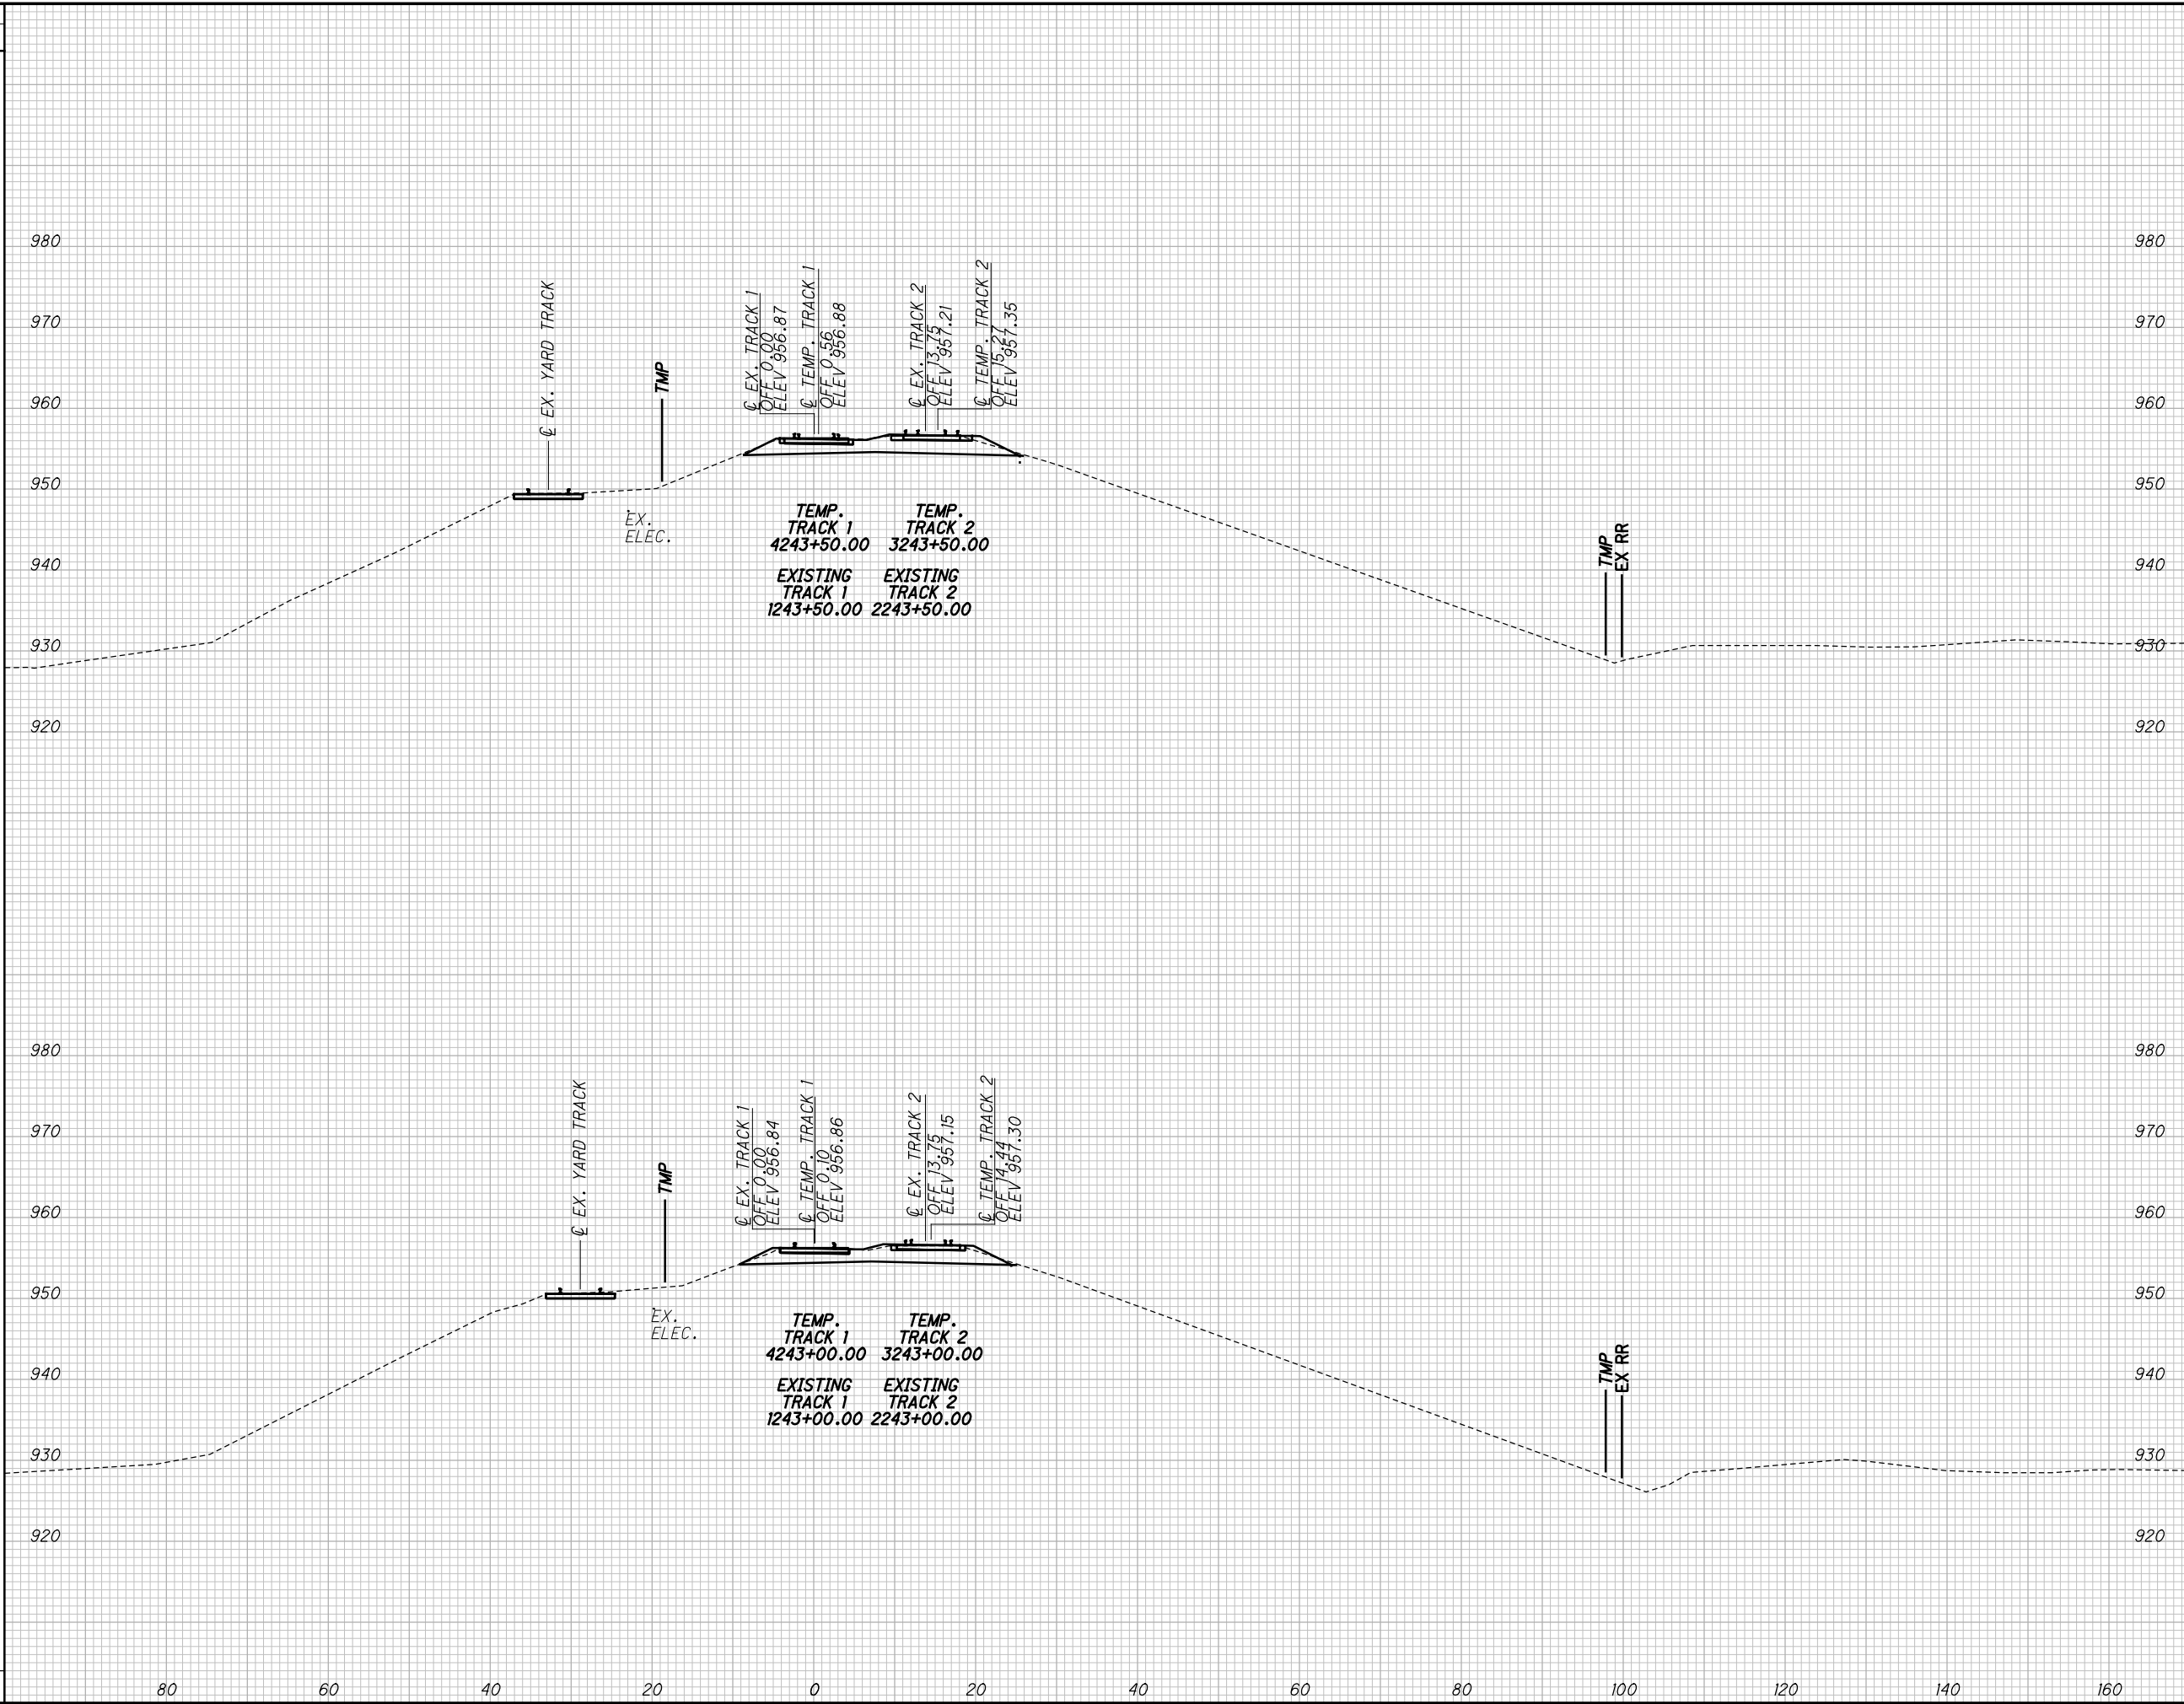 980 980
970 970
960 960
950 950
940 940
930 930
920 920
℄ EX. YARD TRACK
TMP
℄ EX. TRACK 1
OFF 0.00
ELEV 956.87
℄ TEMP. TRACK 1
OFF 0.56
ELEV 956.88
℄ EX. TRACK 2
OFF 13.75
ELEV 957.21
℄ TEMP. TRACK 2
OFF 15.27
ELEV 957.35
EX.
ELEC.
TEMP.
TRACK 1
4243+50.00
TEMP.
TRACK 2
3243+50.00
EXISTING
TRACK 1
1243+50.00
EXISTING
TRACK 2
2243+50.00
TMP
EX RR
980 980
970 970
960 960
950 950
940 940
930 930
920 920
℄ EX. YARD TRACK
TMP
℄ EX. TRACK 1
OFF 0.00
ELEV 956.84
℄ TEMP. TRACK 1
OFF 0.10
ELEV 956.86
℄ EX. TRACK 2
OFF 13.75
ELEV 957.15
℄ TEMP. TRACK 2
OFF 14.44
ELEV 957.30
EX.
ELEC.
TEMP.
TRACK 1
4243+00.00
TEMP.
TRACK 2
3243+00.00
EXISTING
TRACK 1
1243+00.00
EXISTING
TRACK 2
2243+00.00
TMP
EX RR
80 60 40 20 0 20 40 60 80 100 120 140 160